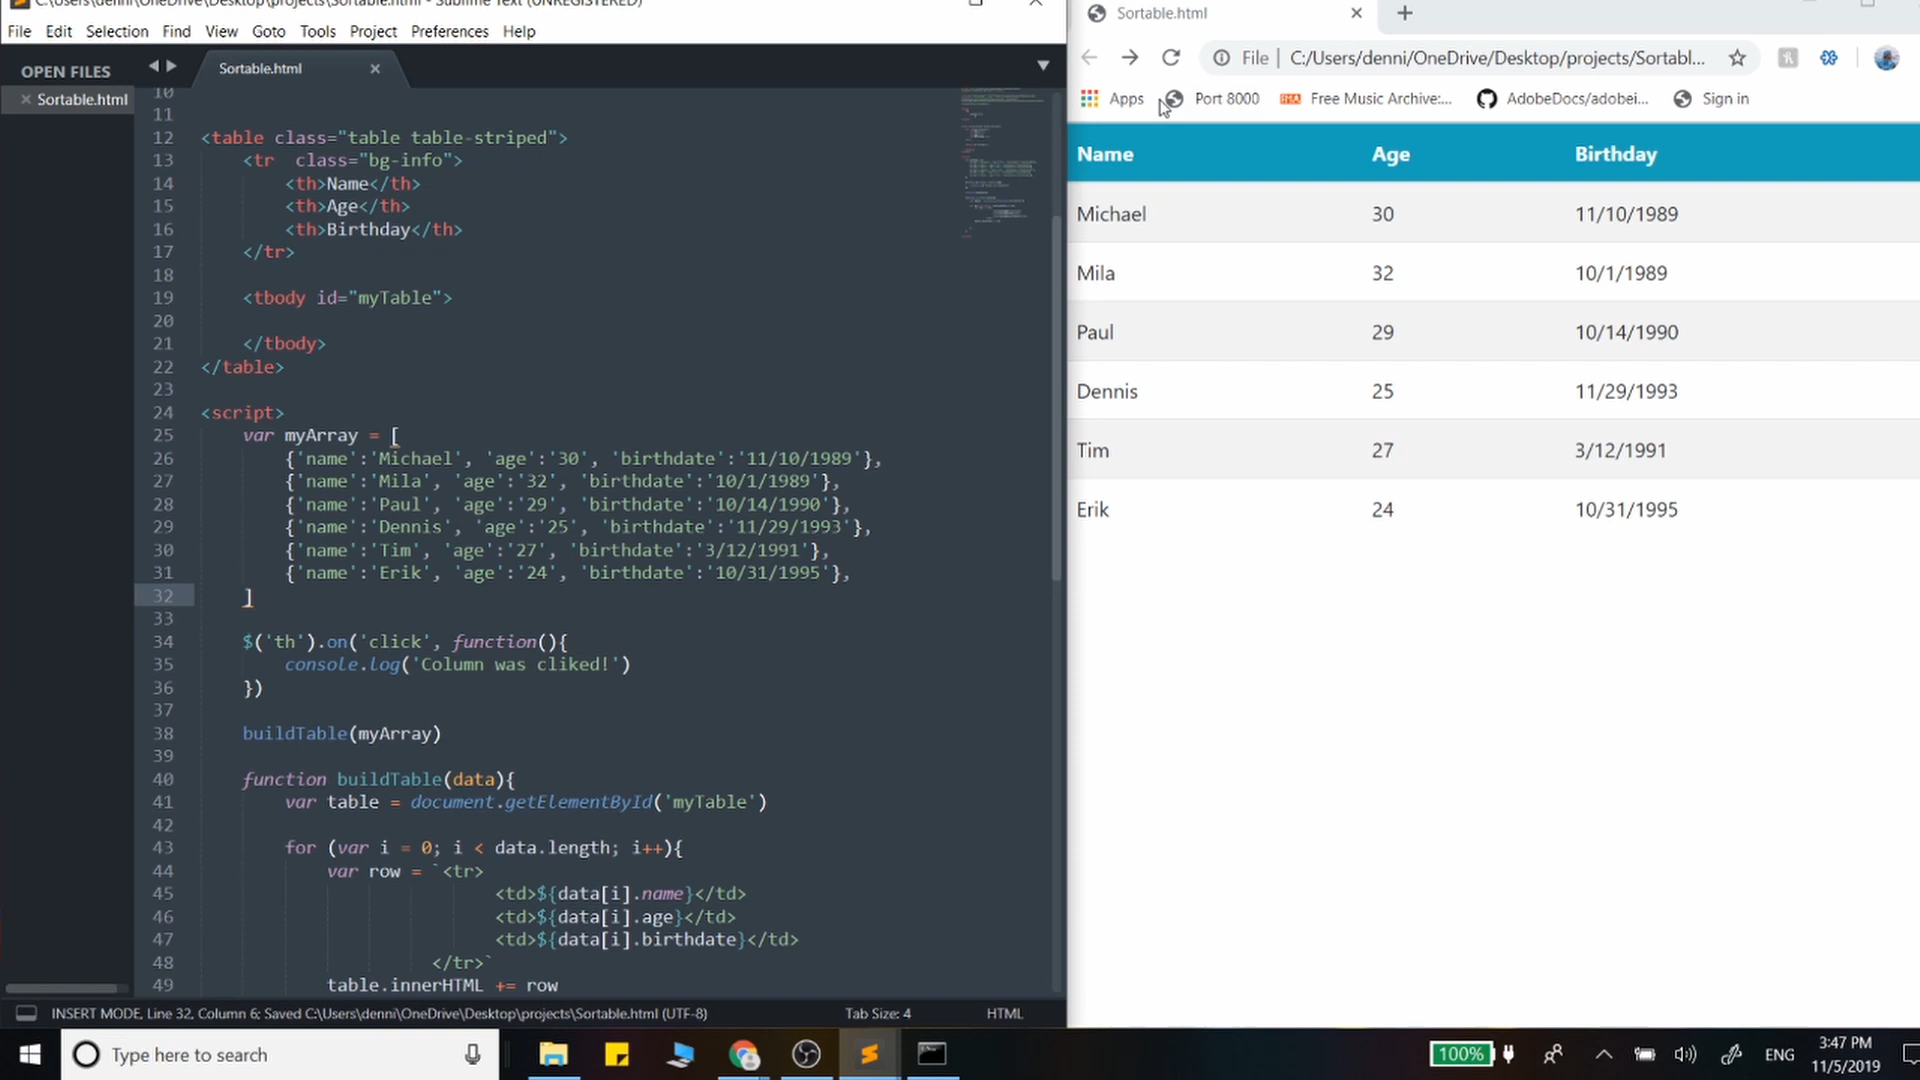 C:\Users\denni\OneDrive\Desktop\projects\Sortable.html - Sublime Text (UNREGISTERED)
File Edit Selection Find View Goto Tools Project Preferences Help
OPEN FILES
Sortable.html
Sortable.html
10
11
12 <table class="table table-striped">
13 <tr  class="bg-info">
14 <th>Name</th>
15 <th>Age</th>
16 <th>Birthday</th>
17 </tr>
18
19 <tbody id="myTable">
20
21 </tbody>
22 </table>
23
24 <script>
25 var myArray = [
26 {'name':'Michael', 'age':'30', 'birthdate':'11/10/1989'},
27 {'name':'Mila', 'age':'32', 'birthdate':'10/1/1989'},
28 {'name':'Paul', 'age':'29', 'birthdate':'10/14/1990'},
29 {'name':'Dennis', 'age':'25', 'birthdate':'11/29/1993'},
30 {'name':'Tim', 'age':'27', 'birthdate':'3/12/1991'},
31 {'name':'Erik', 'age':'24', 'birthdate':'10/31/1995'},
32 ]
33
34 $('th').on('click', function(){
35 console.log('Column was cliked!')
36 })
37
38 buildTable(myArray)
39
40 function buildTable(data){
41 var table = document.getElementById('myTable')
42
43 for (var i = 0; i < data.length; i++){
44 var row = `<tr>
45 <td>${data[i].name}</td>
46 <td>${data[i].age}</td>
47 <td>${data[i].birthdate}</td>
48 </tr>`
49 table.innerHTML += row
INSERT MODE, Line 32, Column 6; Saved C:\Users\denni\OneDrive\Desktop\projects\Sortable.html (UTF-8) Tab Size: 4 HTML
Sortable.html
File | C:/Users/denni/OneDrive/Desktop/projects/Sortabl...
Apps Port 8000 Free Music Archive:... AdobeDocs/adobei... Sign in
Name Age Birthday
Michael 30 11/10/1989
Mila 32 10/1/1989
Paul 29 10/14/1990
Dennis 25 11/29/1993
Tim 27 3/12/1991
Erik 24 10/31/1995
Type here to search
100%
ENG
3:47 PM
11/5/2019